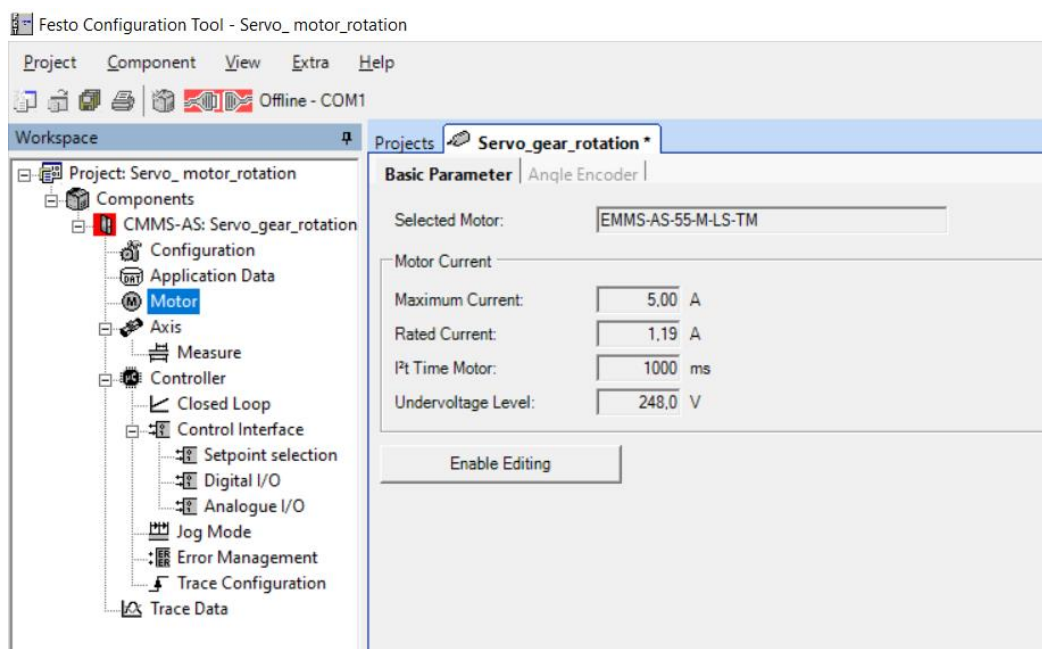 Festo Configuration Tool - Servo_ motor_rotation
Project Component View Extra Help
Offline - COM1
Workspace
Projects Servo_gear_rotation *
Project: Servo_ motor_rotation
Components
CMMS-AS: Servo_gear_rotation
Configuration
DAT Application Data
M Motor
Axis
Measure
Controller
Closed Loop
Control Interface
Setpoint selection
Digital I/O
Analogue I/O
Jog Mode
Error Management
Trace Configuration
Trace Data
Basic Parameter Angle Encoder
Selected Motor: EMMS-AS-55-M-LS-TM
Motor Current
Maximum Current: 5,00 A
Rated Current: 1,19 A
I²t Time Motor: 1000 ms
Undervoltage Level: 248,0 V
Enable Editing